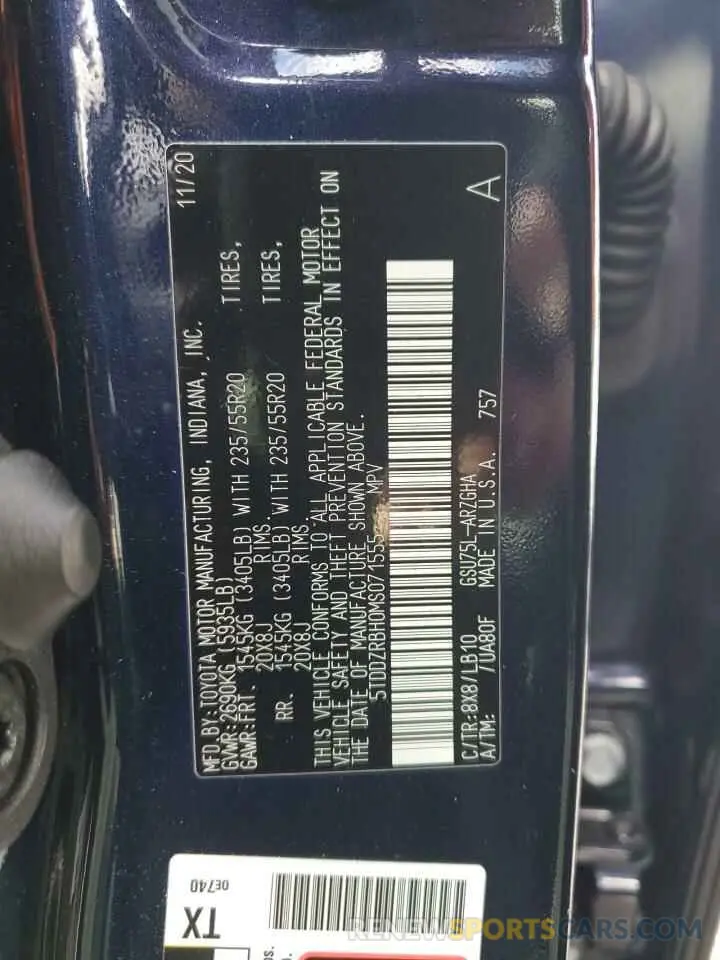 MFD.BY:TOYOTA MOTOR MANUFACTURING, INDIANA, INC. 11/20
GVWR:2690KG (5935LB)
GAWR:FRT. 1545KG (3405LB) WITH 235/55R20 TIRES,
20X8J RIMS.
RR. 1545KG (3405LB) WITH 235/55R20 TIRES,
20X8J RIMS.
THIS VEHICLE CONFORMS TO ALL APPLICABLE FEDERAL MOTOR
VEHICLE SAFETY AND THEFT PREVENTION STANDARDS IN EFFECT ON
THE DATE OF MANUFACTURE SHOWN ABOVE.
5TDDZRBH0MS071555 MPV
C/TR:8X8/LB10 GSU75L-ARZGHA
A/TM: /UA80F MADE IN U.S.A. 757 A
0E740
TX
RENEWSPORTSCARS.COM